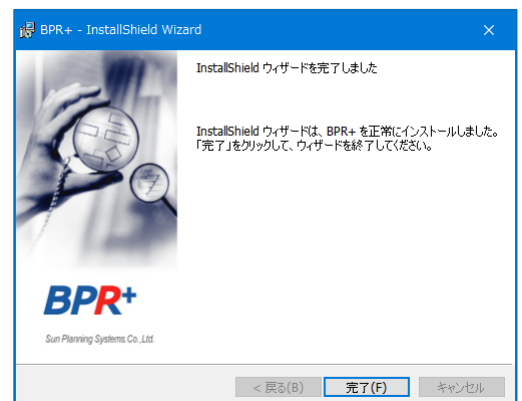 BPR+ - InstallShield Wizard
InstallShield ウィザードを完了しました
InstallShield ウィザードは、BPR+ を正常にインストールしました。
「完了」をクリックして、ウィザードを終了してください。
BPR+
Sun Planning Systems.Co.,Ltd.
< 戻る(B)
完了(F)
キャンセル